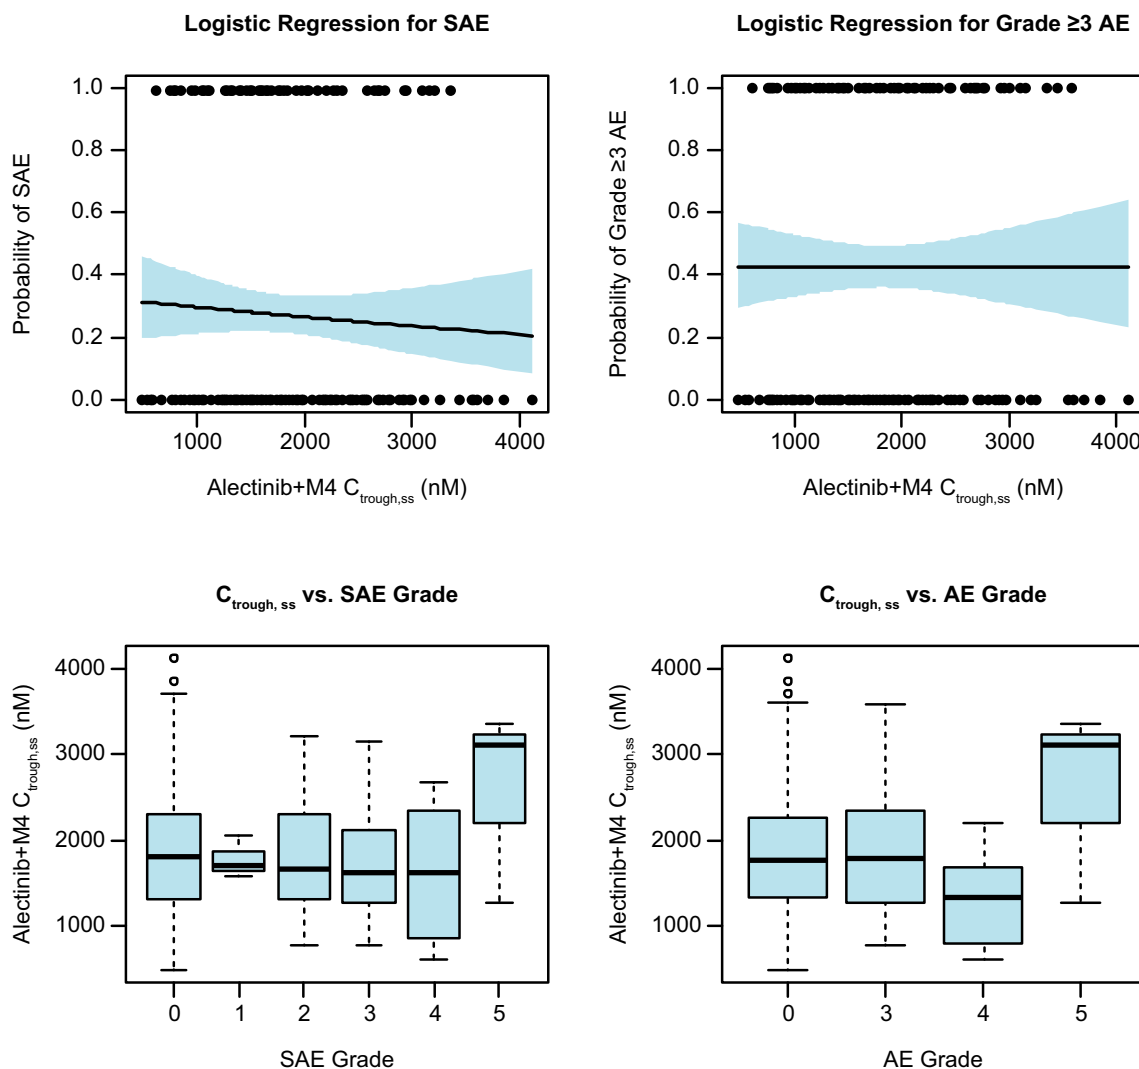 Logistic Regression for SAE
Probability of SAE
1.0
0.8
0.6
0.4
0.2
0.0
1000 2000 3000 4000
Alectinib+M4 Ctrough,ss (nM)
Logistic Regression for Grade ≥3 AE
Probability of Grade ≥3 AE
1.0
0.8
0.6
0.4
0.2
0.0
1000 2000 3000 4000
Alectinib+M4 Ctrough,ss (nM)
Ctrough, ss vs. SAE Grade
Alectinib+M4 Ctrough,ss (nM)
4000
3000
2000
1000
0 1 2 3 4 5
SAE Grade
Ctrough, ss vs. AE Grade
Alectinib+M4 Ctrough,ss (nM)
4000
3000
2000
1000
0 3 4 5
AE Grade